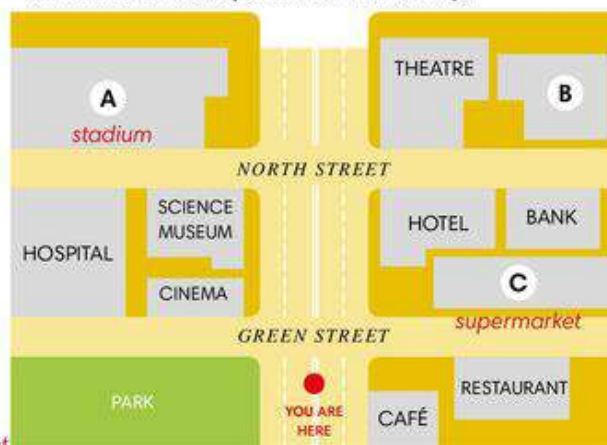 THEATRE
A
B
stadium
NORTH STREET
SCIENCE
MUSEUM
HOTEL
BANK
HOSPITAL
C
CINEMA
supermarket
GREEN STREET
PARK
YOU ARE
HERE
RESTAURANT
CAFÉ